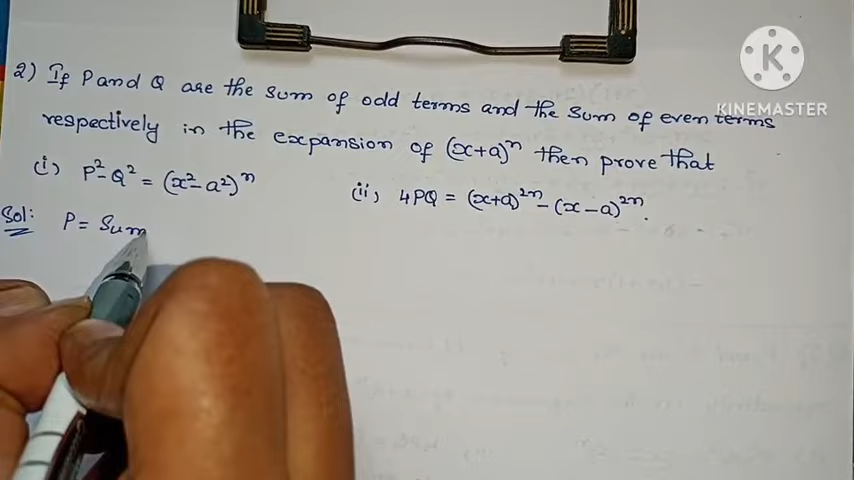 2) If P and Q are the sum of odd terms and the sum of even terms
respectively in the expansion of (x+a)^n then prove that
(i) P²-Q² = (x²-a²)^n (ii) 4PQ = (x+a)^2n - (x-a)^2n.
Sol: P = Sum
KINEMASTER